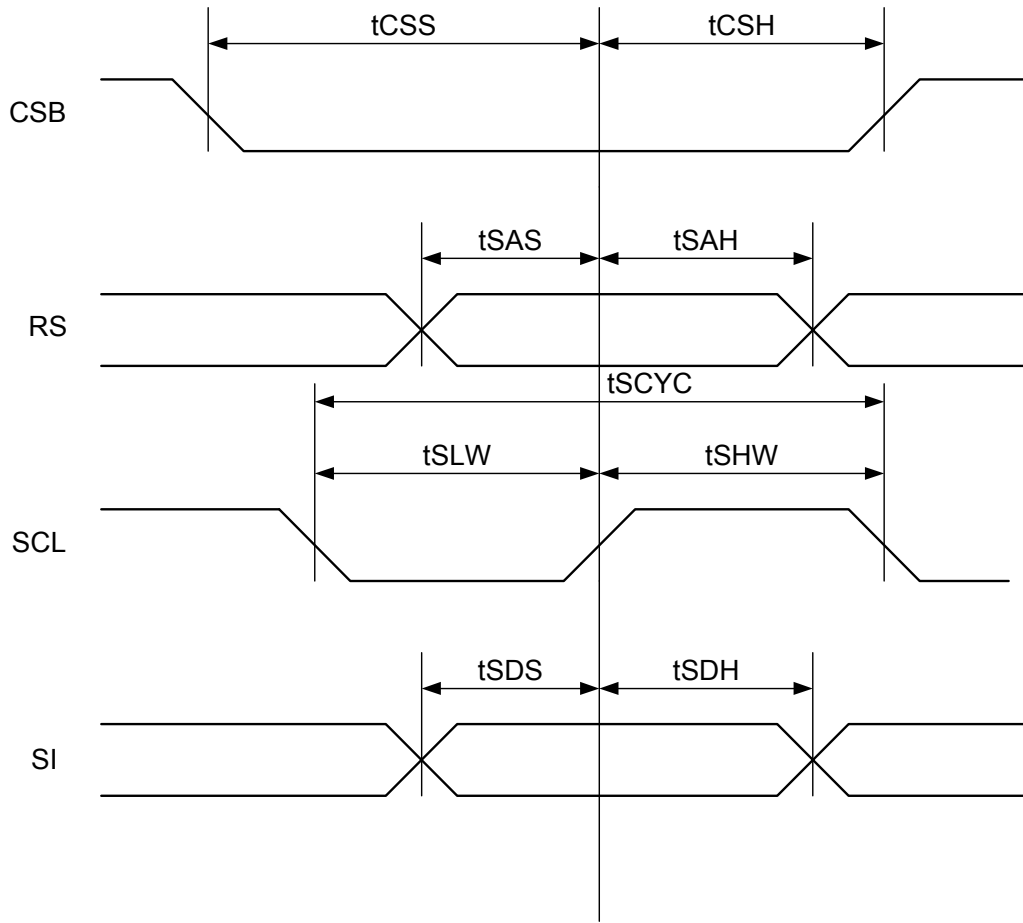 tCSS tCSH
CSB
tSAS tSAH
RS
tSCYC
tSLW tSHW
SCL
tSDS tSDH
SI